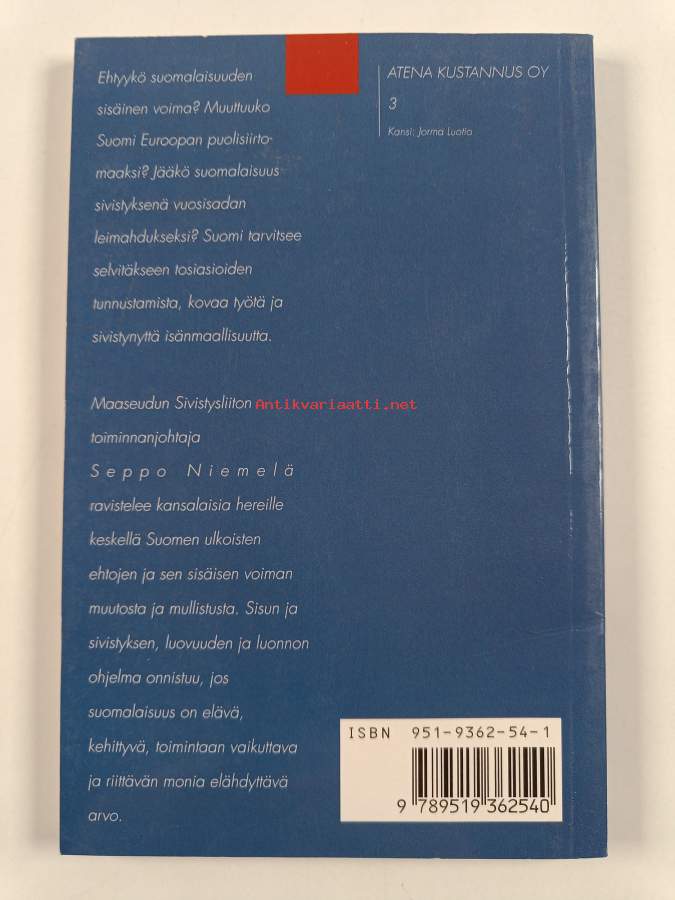 Ehtyykö suomalaisuuden
sisäinen voima? Muuttuuko
Suomi Euroopan puolisiirto-
maaksi? Jääkö suomalaisuus
sivistyksenä vuosisadan
leimahdukseksi? Suomi tarvitsee
selvitäkseen tosiasioiden
tunnustamista, kovaa työtä ja
sivistynyttä isänmaallisuutta.
Maaseudun Sivistysliiton
toiminnanjohtaja
Seppo Niemelä
ravistelee kansalaisia hereille
keskellä Suomen ulkoisten
ehtojen ja sen sisäisen voiman
muutosta ja mullistusta. Sisun ja
sivistyksen, luovuuden ja luonnon
ohjelma onnistuu, jos
suomalaisuus on elävä,
kehittyvä, toimintaan vaikuttava
ja riittävän monia elähdyttävä
arvo.
ATENA KUSTANNUS OY
3
Kansi: Jorma Luotio
Antikvariaatti.net
ISBN 951-9362-54-1
9 789519 362540